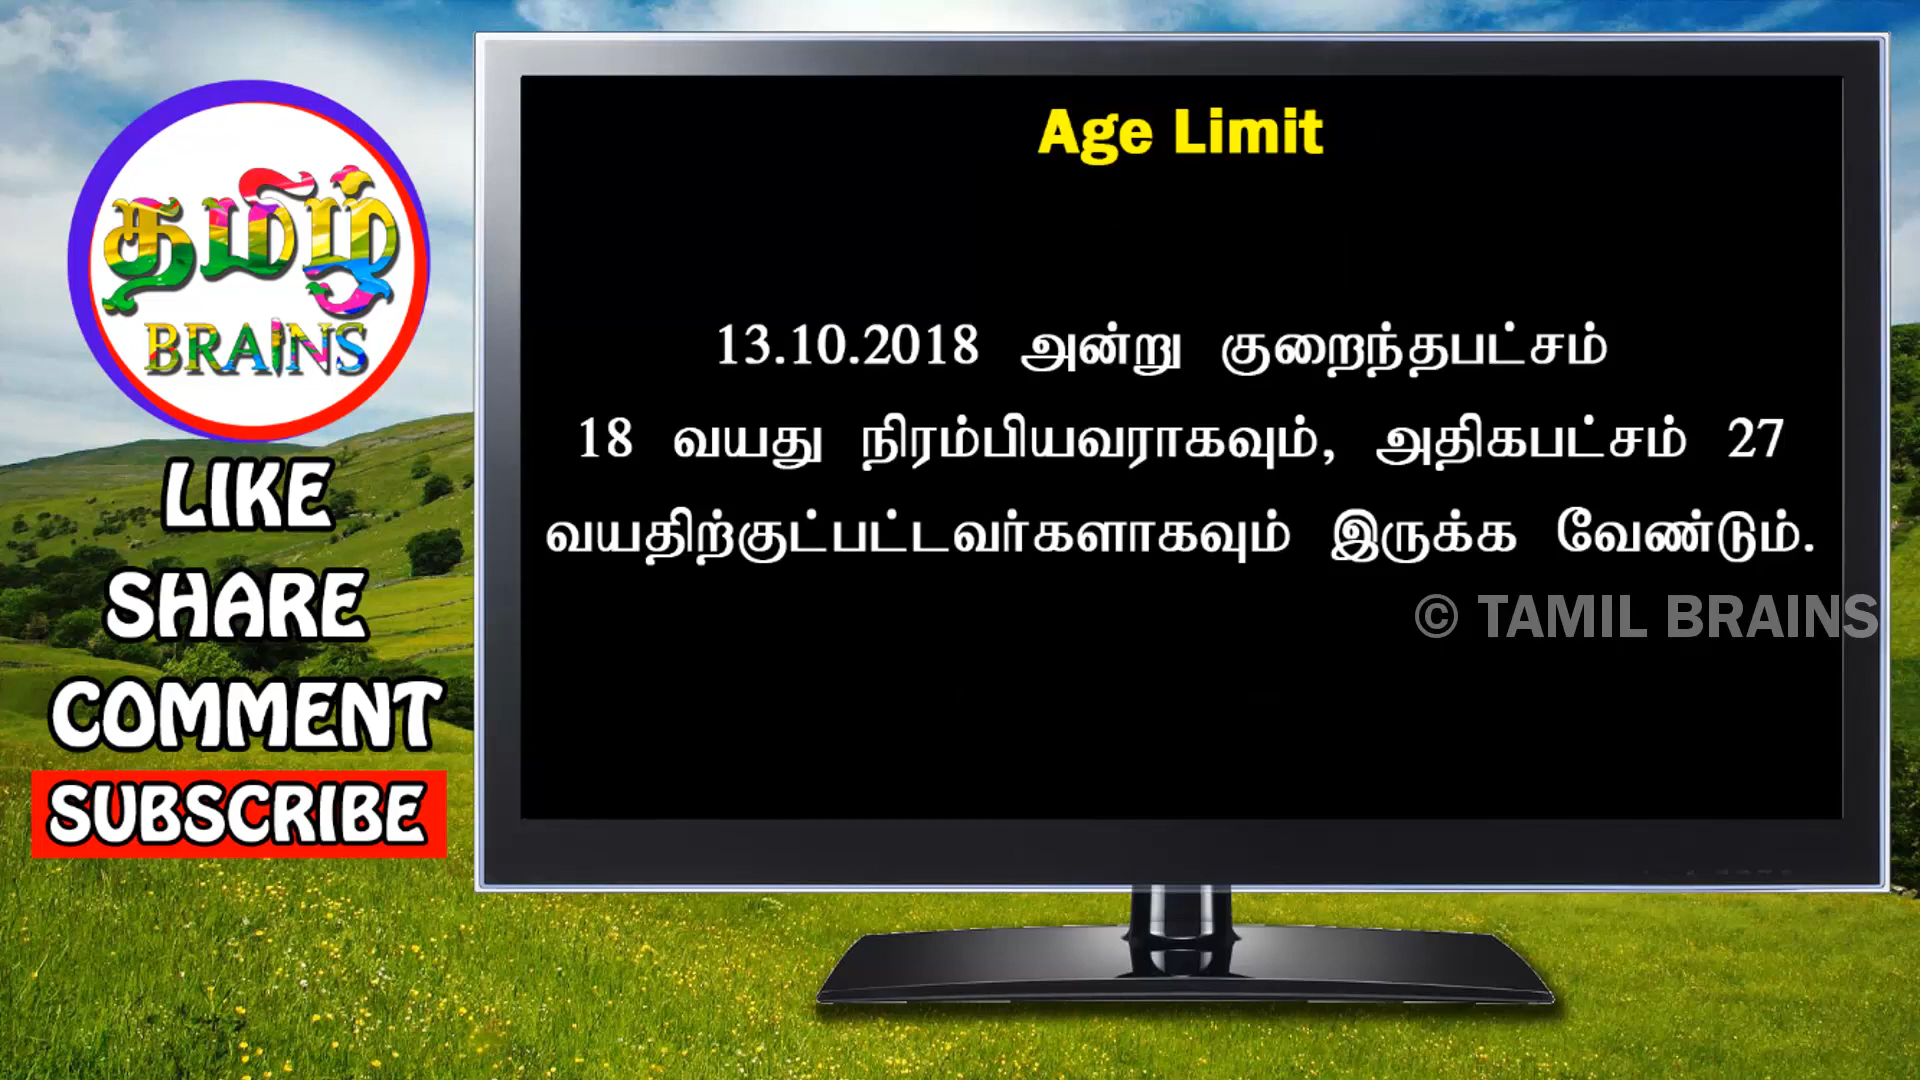 தமிழ்
BRAINS
LIKE
SHARE
COMMENT
SUBSCRIBE
Age Limit
13.10.2018 அன்று குறைந்தபட்சம்
18 வயது நிரம்பியவராகவும், அதிகபட்சம் 27
வயதிற்குட்பட்டவர்களாகவும் இருக்க வேண்டும்.
© TAMIL BRAINS